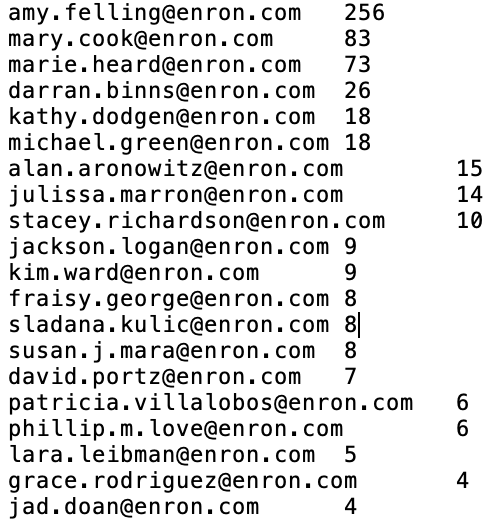 amy.felling@enron.com 256
mary.cook@enron.com 83
marie.heard@enron.com 73
darran.binns@enron.com 26
kathy.dodgen@enron.com 18
michael.green@enron.com 18
alan.aronowitz@enron.com 15
julissa.marron@enron.com 14
stacey.richardson@enron.com 10
jackson.logan@enron.com 9
kim.ward@enron.com 9
fraisy.george@enron.com 8
sladana.kulic@enron.com 8
susan.j.mara@enron.com 8
david.portz@enron.com 7
patricia.villalobos@enron.com 6
phillip.m.love@enron.com 6
lara.leibman@enron.com 5
grace.rodriguez@enron.com 4
jad.doan@enron.com 4